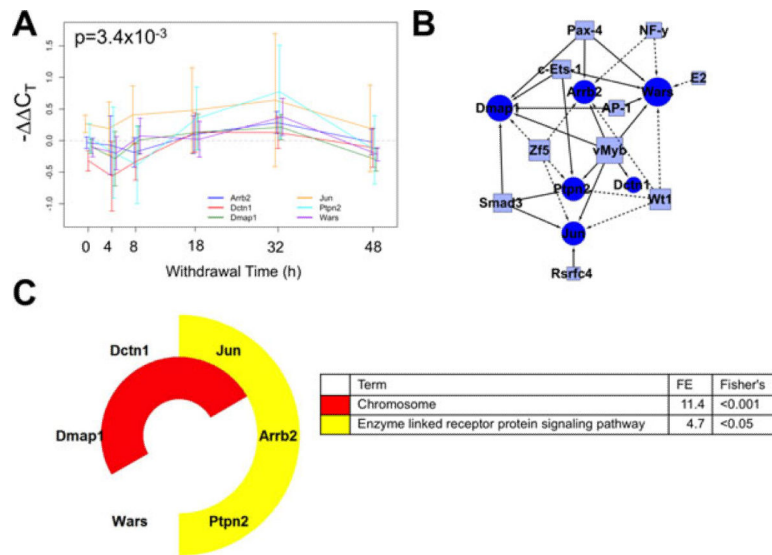 A
p=3.4x10-3
-ΔΔCT
1.5
1.0
0.5
0.0
-0.5
-1.0
Arrb2
Dctn1
Dmap1
Jun
Ptpn2
Wars
0 4 8 18 32 48
Withdrawal Time (h)
B
Pax-4
NF-y
c-Ets-1
E2
Arrb2
Wars
Dmap1
AP-1
Zf5
vMyb
Ptpn2
Dctn1
Smad3
Wt1
Jun
Rsrfc4
C
Dctn1
Jun
Dmap1
Arrb2
Wars
Ptpn2
Term FE Fisher's
Chromosome 11.4 <0.001
Enzyme linked receptor protein signaling pathway 4.7 <0.05